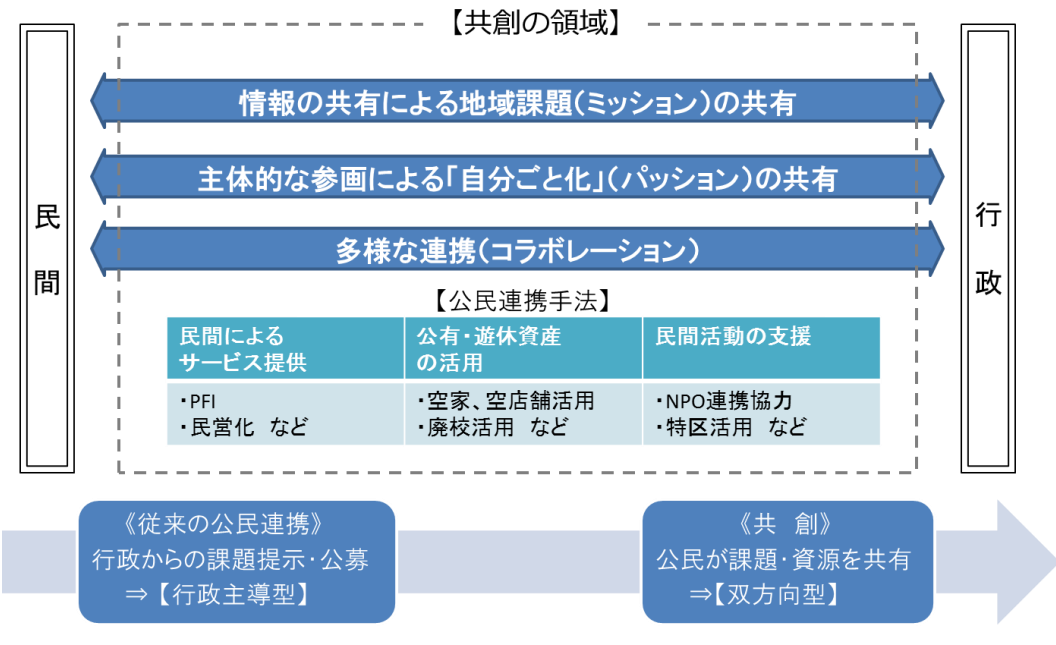 【共創の領域】
情報の共有による地域課題(ミッション)の共有
主体的な参画による「自分ごと化」(パッション)の共有
多様な連携(コラボレーション)
民間
行政
【公民連携手法】
民間による
サービス提供
公有・遊休資産
の活用
民間活動の支援
・PFI
・民営化 など
・空家、空店舗活用
・廃校活用 など
・NPO連携協力
・特区活用 など
《従来の公民連携》
行政からの課題提示・公募
⇒【行政主導型】
《共 創》
公民が課題・資源を共有
⇒【双方向型】